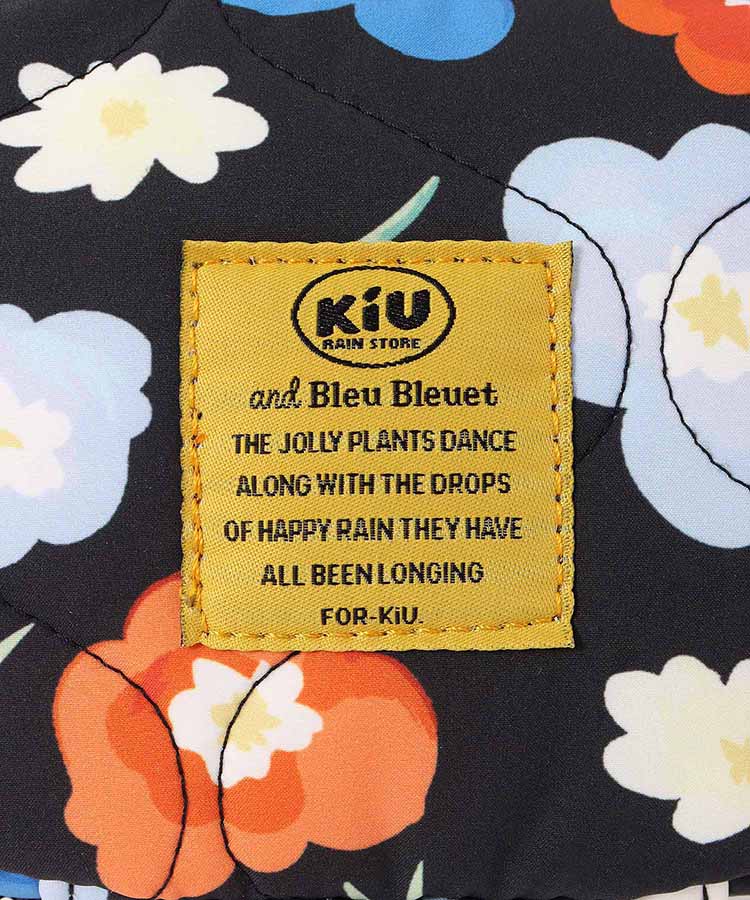 KiU
RAIN STORE
and Bleu Bleuet
THE JOLLY PLANTS DANCE
ALONG WITH THE DROPS
OF HAPPY RAIN THEY HAVE
ALL BEEN LONGING
FOR-KiU.